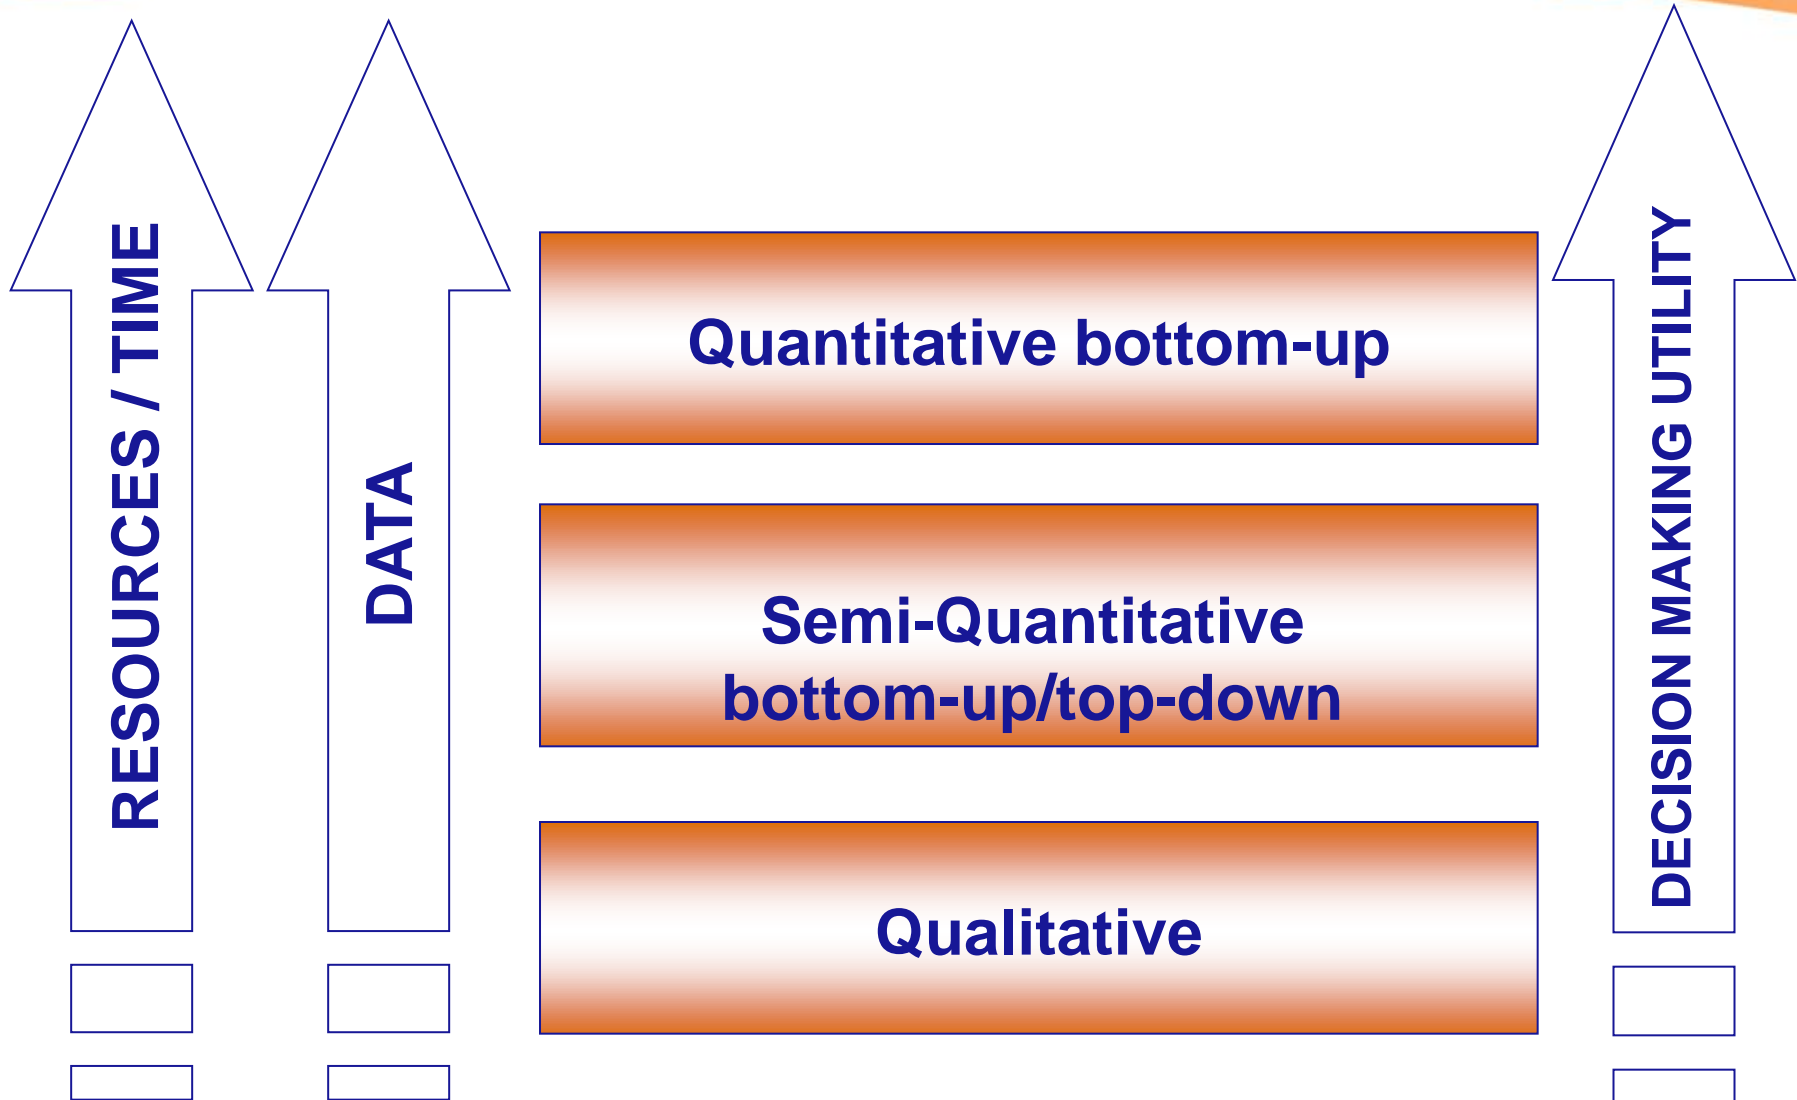 RESOURCES / TIME
DATA
Quantitative bottom-up
Semi-Quantitative
bottom-up/top-down
Qualitative
DECISION MAKING UTILITY